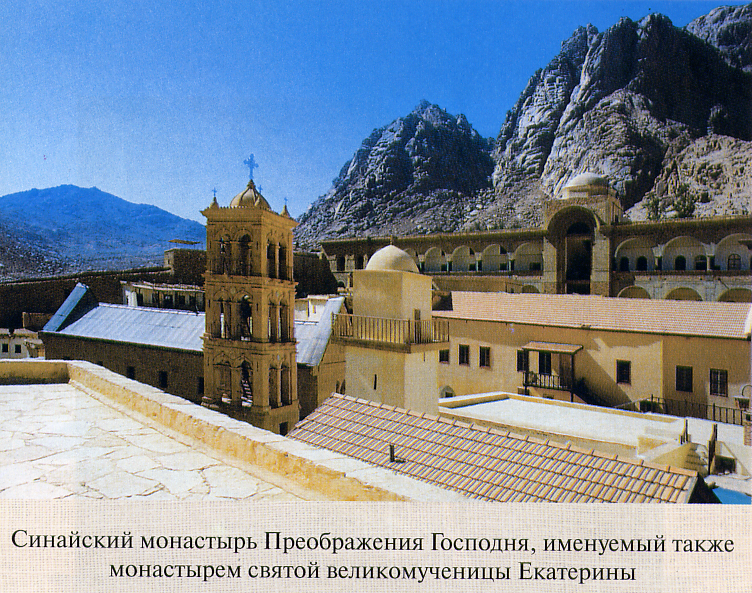 Синайский монастырь Преображения Господня, именуемый также
монастырем святой великомученицы Екатерины